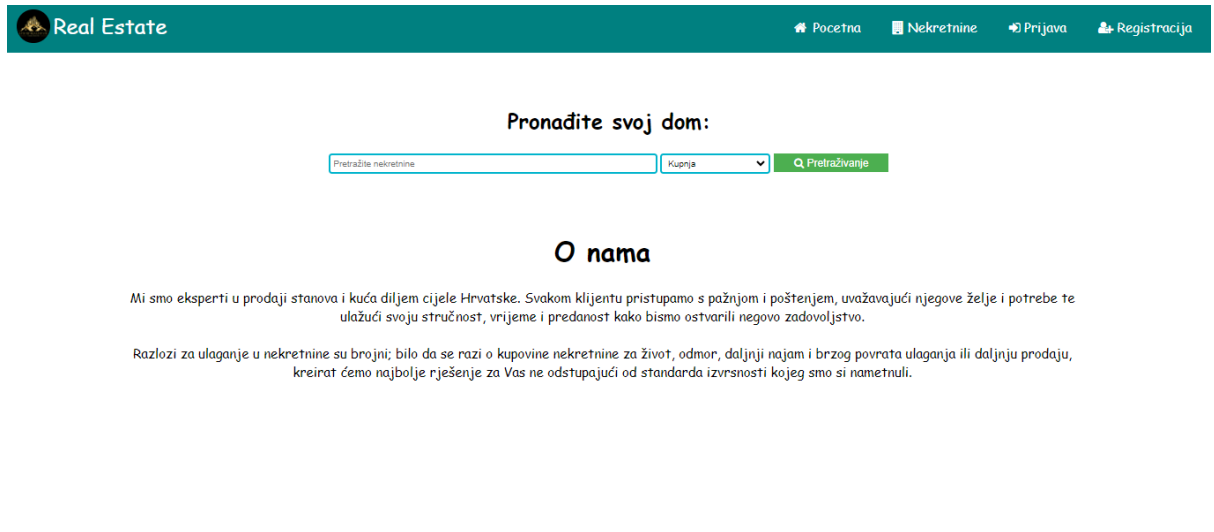 Real Estate
Pocetna
Nekretnine
Prijava
Registracija
Pronađite svoj dom:
Pretražite nekretnine
Kupnja
Pretraživanje
O nama
Mi smo eksperti u prodaji stanova i kuća diljem cijele Hrvatske. Svakom klijentu pristupamo s pažnjom i poštenjem, uvažavajući njegove želje i potrebe te
ulažući svoju stručnost, vrijeme i predanost kako bismo ostvarili negovo zadovoljstvo.
Razlozi za ulaganje u nekretnine su brojni; bilo da se razi o kupovine nekretnine za život, odmor, daljnji najam i brzog povrata ulaganja ili daljnju prodaju,
kreirat ćemo najbolje rješenje za Vas ne odstupajući od standarda izvrsnosti kojeg smo si nametnuli.